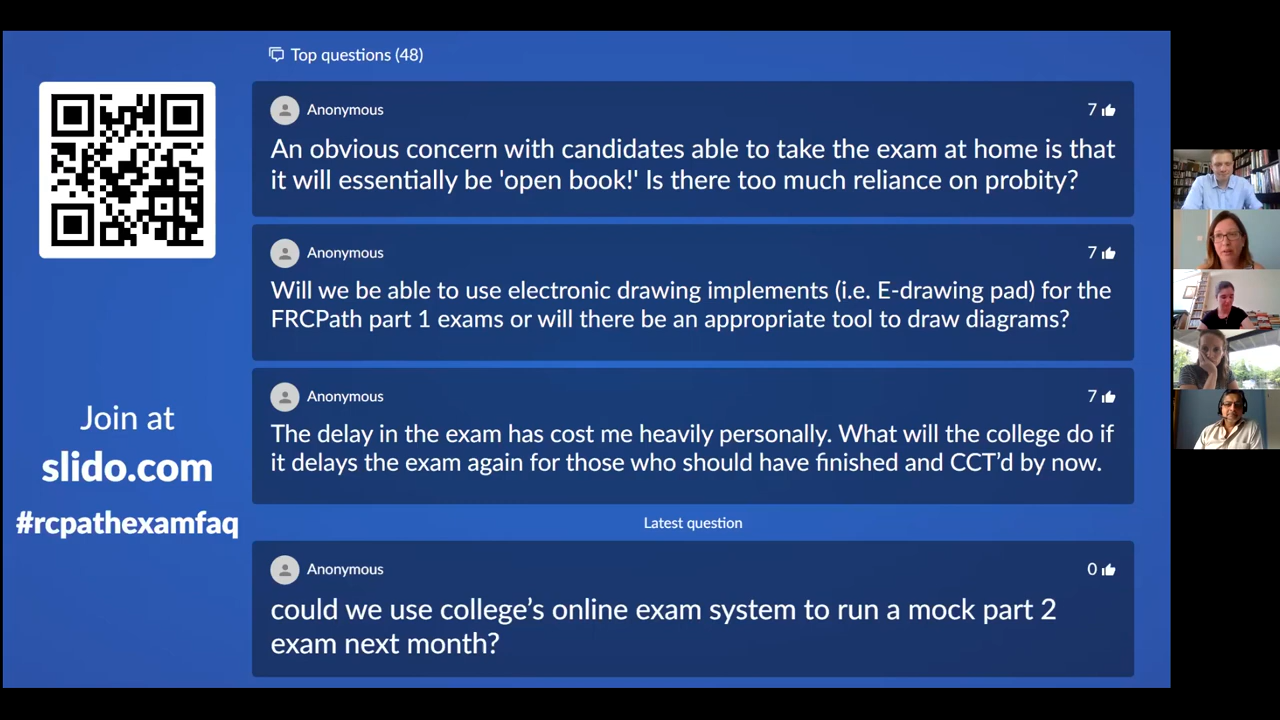 Top questions (48)
Anonymous
7
An obvious concern with candidates able to take the exam at home is that
it will essentially be 'open book!' Is there too much reliance on probity?
Anonymous
7
Will we be able to use electronic drawing implements (i.e. E-drawing pad) for the
FRCPath part 1 exams or will there be an appropriate tool to draw diagrams?
Anonymous
7
The delay in the exam has cost me heavily personally. What will the college do if
it delays the exam again for those who should have finished and CCT’d by now.
Latest question
Anonymous
0
could we use college’s online exam system to run a mock part 2
exam next month?
Join at
slido.com
#rcpathexamfaq